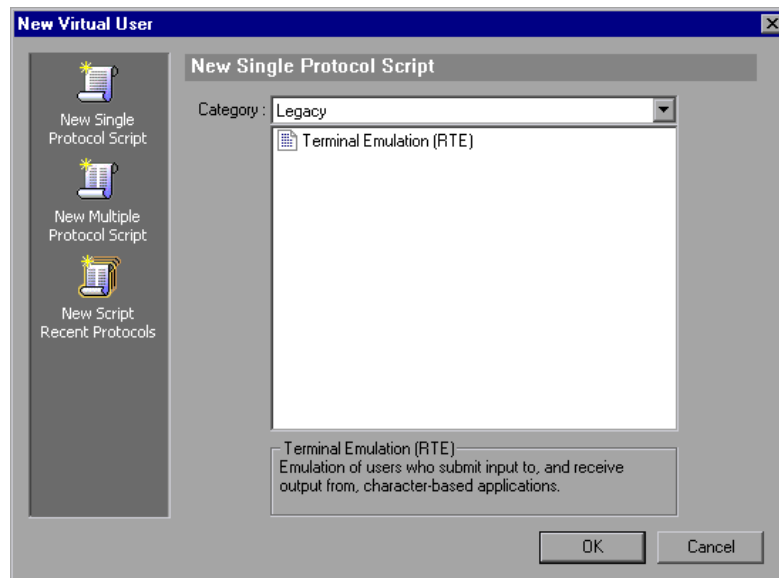 New Virtual User
New Single
Protocol Script
New Multiple
Protocol Script
New Script
Recent Protocols
New Single Protocol Script
Category :
Legacy
Terminal Emulation (RTE)
Terminal Emulation (RTE)
Emulation of users who submit input to, and receive
output from, character-based applications.
OK
Cancel